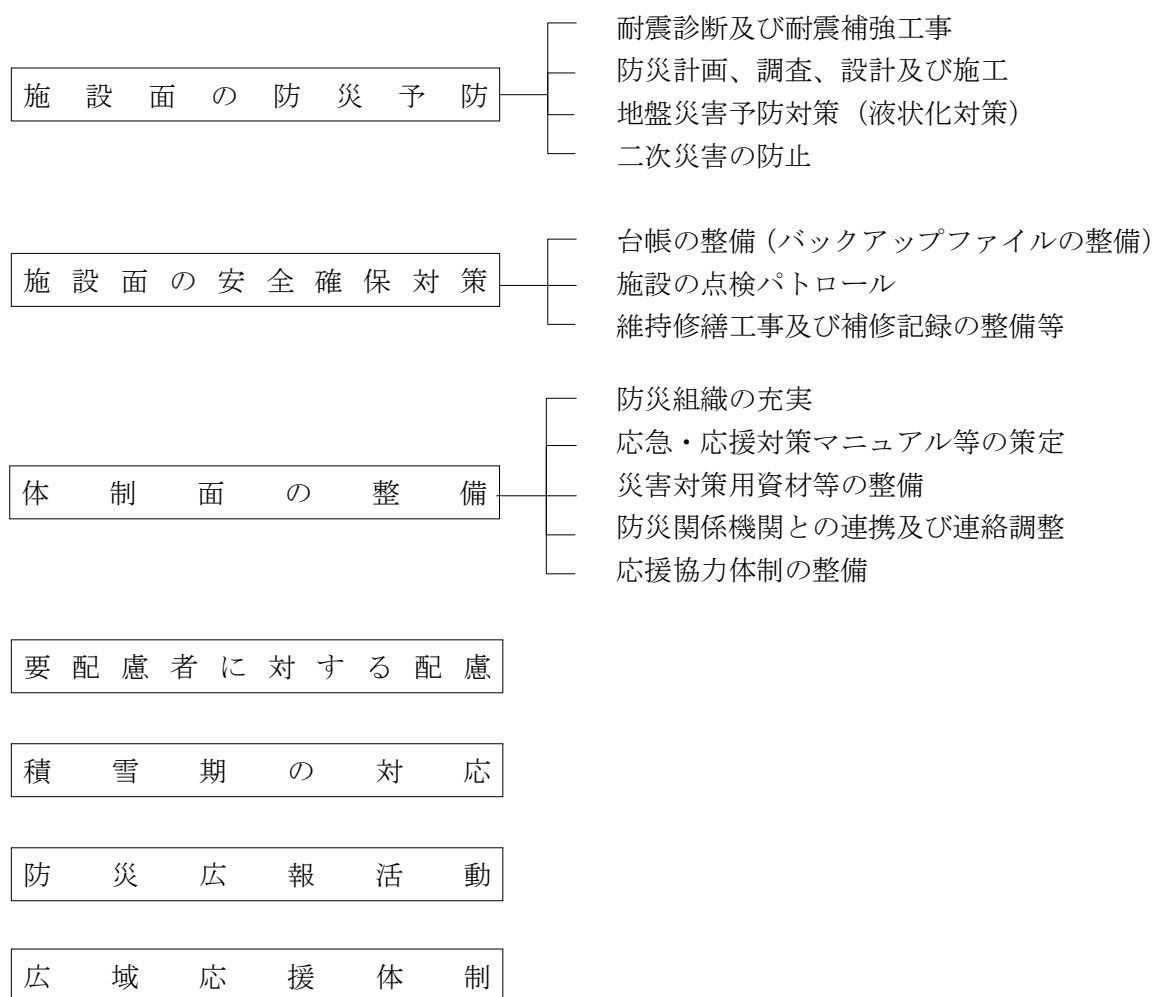 施設面の防災予防
耐震診断及び耐震補強工事
防災計画、調査、設計及び施工
地盤災害予防対策（液状化対策）
二次災害の防止
施設面の安全確保対策
台帳の整備（バックアップファイルの整備）
施設の点検パトロール
維持修繕工事及び補修記録の整備等
体制面の整備
防災組織の充実
応急・応援対策マニュアル等の策定
災害対策用資材等の整備
防災関係機関との連携及び連絡調整
応援協力体制の整備
要配慮者に対する配慮
積雪期の対応
防災広報活動
広域応援体制